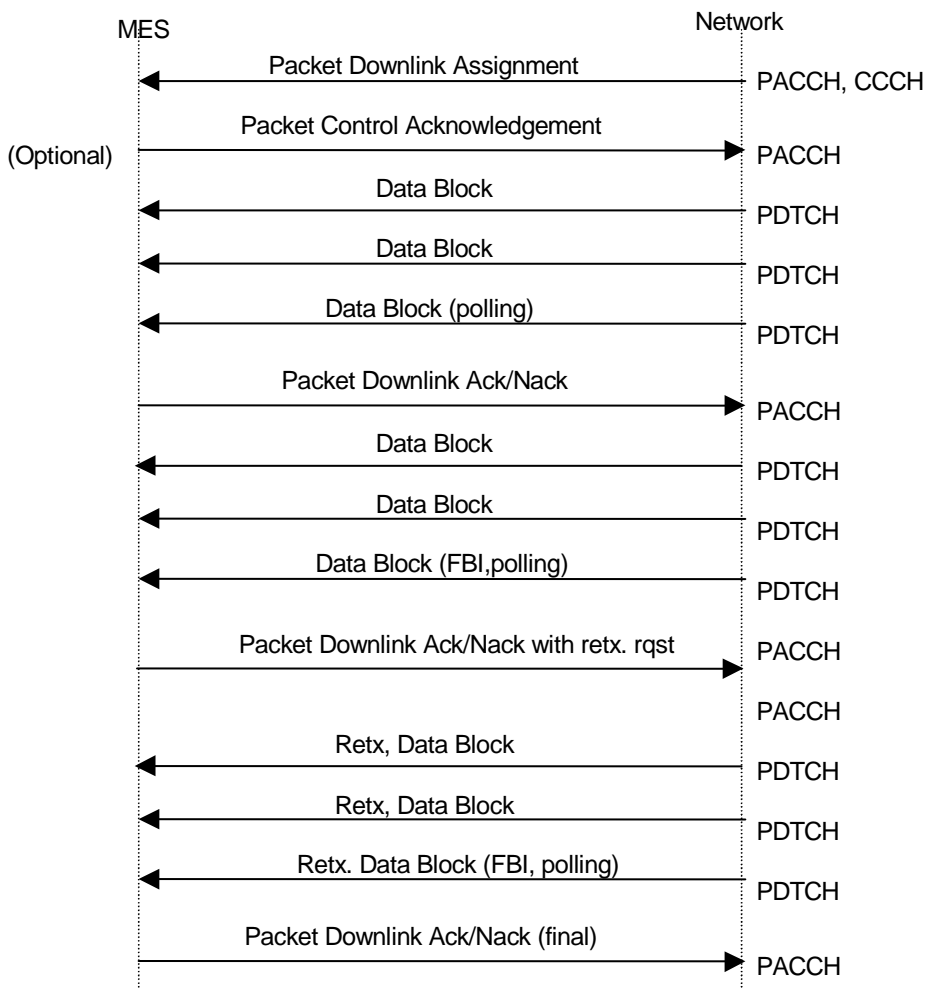 MES Network
Packet Downlink Assignment PACCH, CCCH
Packet Control Acknowledgement
(Optional) PACCH
Data Block PDTCH
Data Block PDTCH
Data Block (polling) PDTCH
Packet Downlink Ack/Nack PACCH
Data Block PDTCH
Data Block PDTCH
Data Block (FBI,polling) PDTCH
Packet Downlink Ack/Nack with retx. rqst PACCH
PACCH
Retx, Data Block PDTCH
Retx, Data Block PDTCH
Retx. Data Block (FBI, polling) PDTCH
Packet Downlink Ack/Nack (final) PACCH